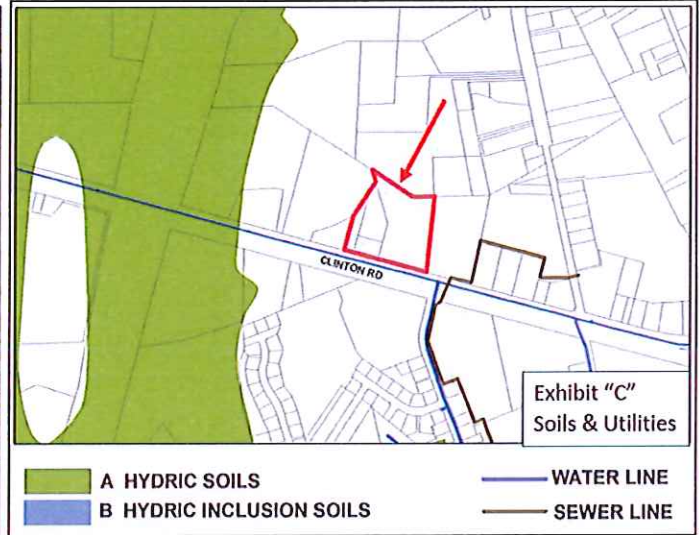 CLINTON RD
Exhibit "C"
Soils & Utilities
A HYDRIC SOILS
WATER LINE
B HYDRIC INCLUSION SOILS
SEWER LINE